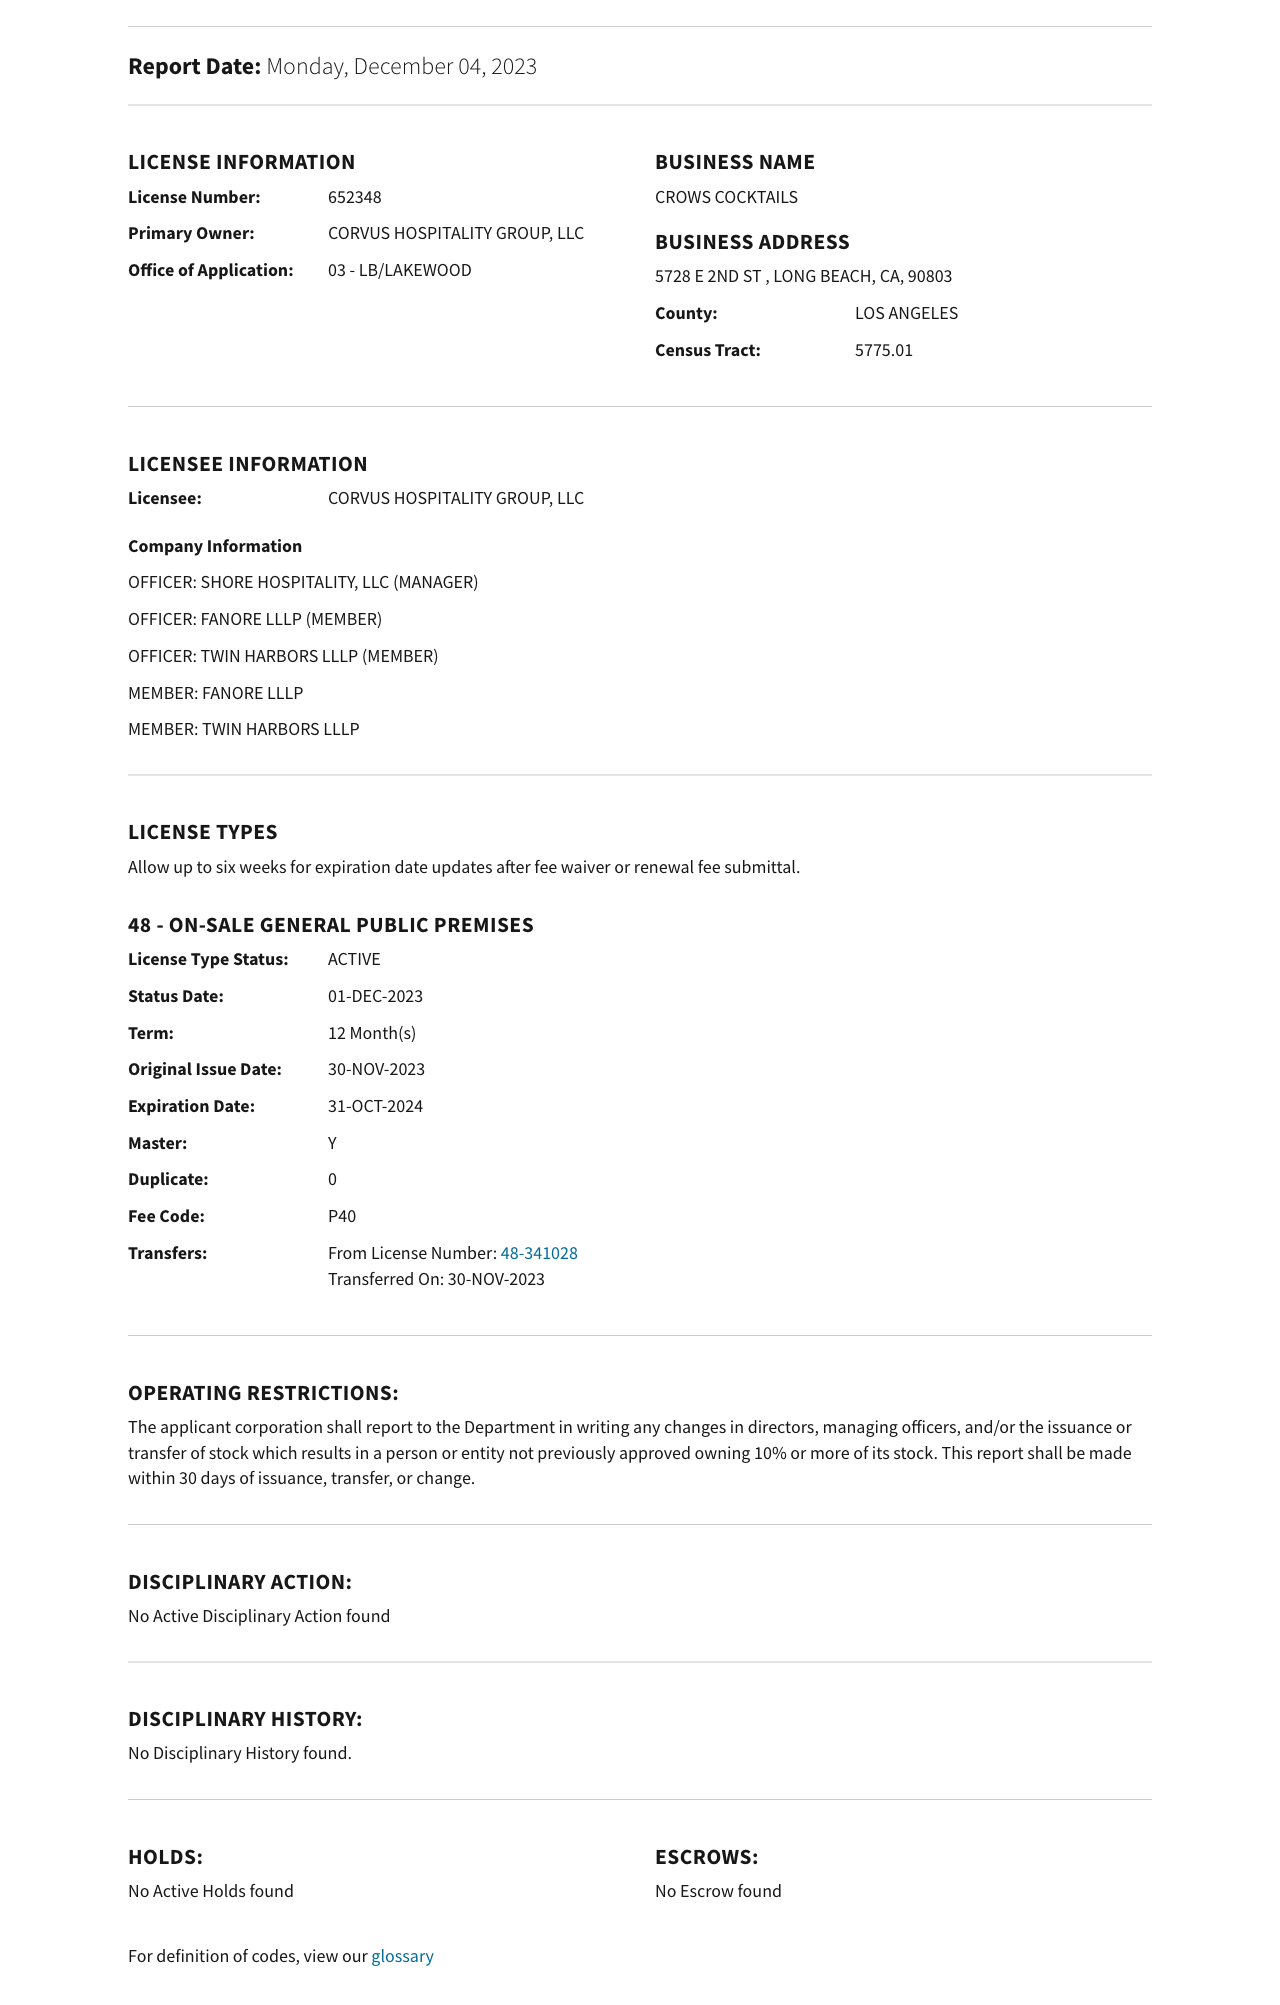 Report Date: Monday, December 04, 2023
LICENSE INFORMATION
License Number: 652348
Primary Owner: CORVUS HOSPITALITY GROUP, LLC
Office of Application: 03 - LB/LAKEWOOD
BUSINESS NAME
CROWS COCKTAILS
BUSINESS ADDRESS
5728 E 2ND ST , LONG BEACH, CA, 90803
County: LOS ANGELES
Census Tract: 5775.01
LICENSEE INFORMATION
Licensee: CORVUS HOSPITALITY GROUP, LLC
Company Information
OFFICER: SHORE HOSPITALITY, LLC (MANAGER)
OFFICER: FANORE LLLP (MEMBER)
OFFICER: TWIN HARBORS LLLP (MEMBER)
MEMBER: FANORE LLLP
MEMBER: TWIN HARBORS LLLP
LICENSE TYPES
Allow up to six weeks for expiration date updates after fee waiver or renewal fee submittal.
48 - ON-SALE GENERAL PUBLIC PREMISES
License Type Status: ACTIVE
Status Date: 01-DEC-2023
Term: 12 Month(s)
Original Issue Date: 30-NOV-2023
Expiration Date: 31-OCT-2024
Master: Y
Duplicate: 0
Fee Code: P40
Transfers: From License Number: 48-341028
Transferred On: 30-NOV-2023
OPERATING RESTRICTIONS:
The applicant corporation shall report to the Department in writing any changes in directors, managing officers, and/or the issuance or
transfer of stock which results in a person or entity not previously approved owning 10% or more of its stock. This report shall be made
within 30 days of issuance, transfer, or change.
DISCIPLINARY ACTION:
No Active Disciplinary Action found
DISCIPLINARY HISTORY:
No Disciplinary History found.
HOLDS:
No Active Holds found
ESCROWS:
No Escrow found
For definition of codes, view our glossary